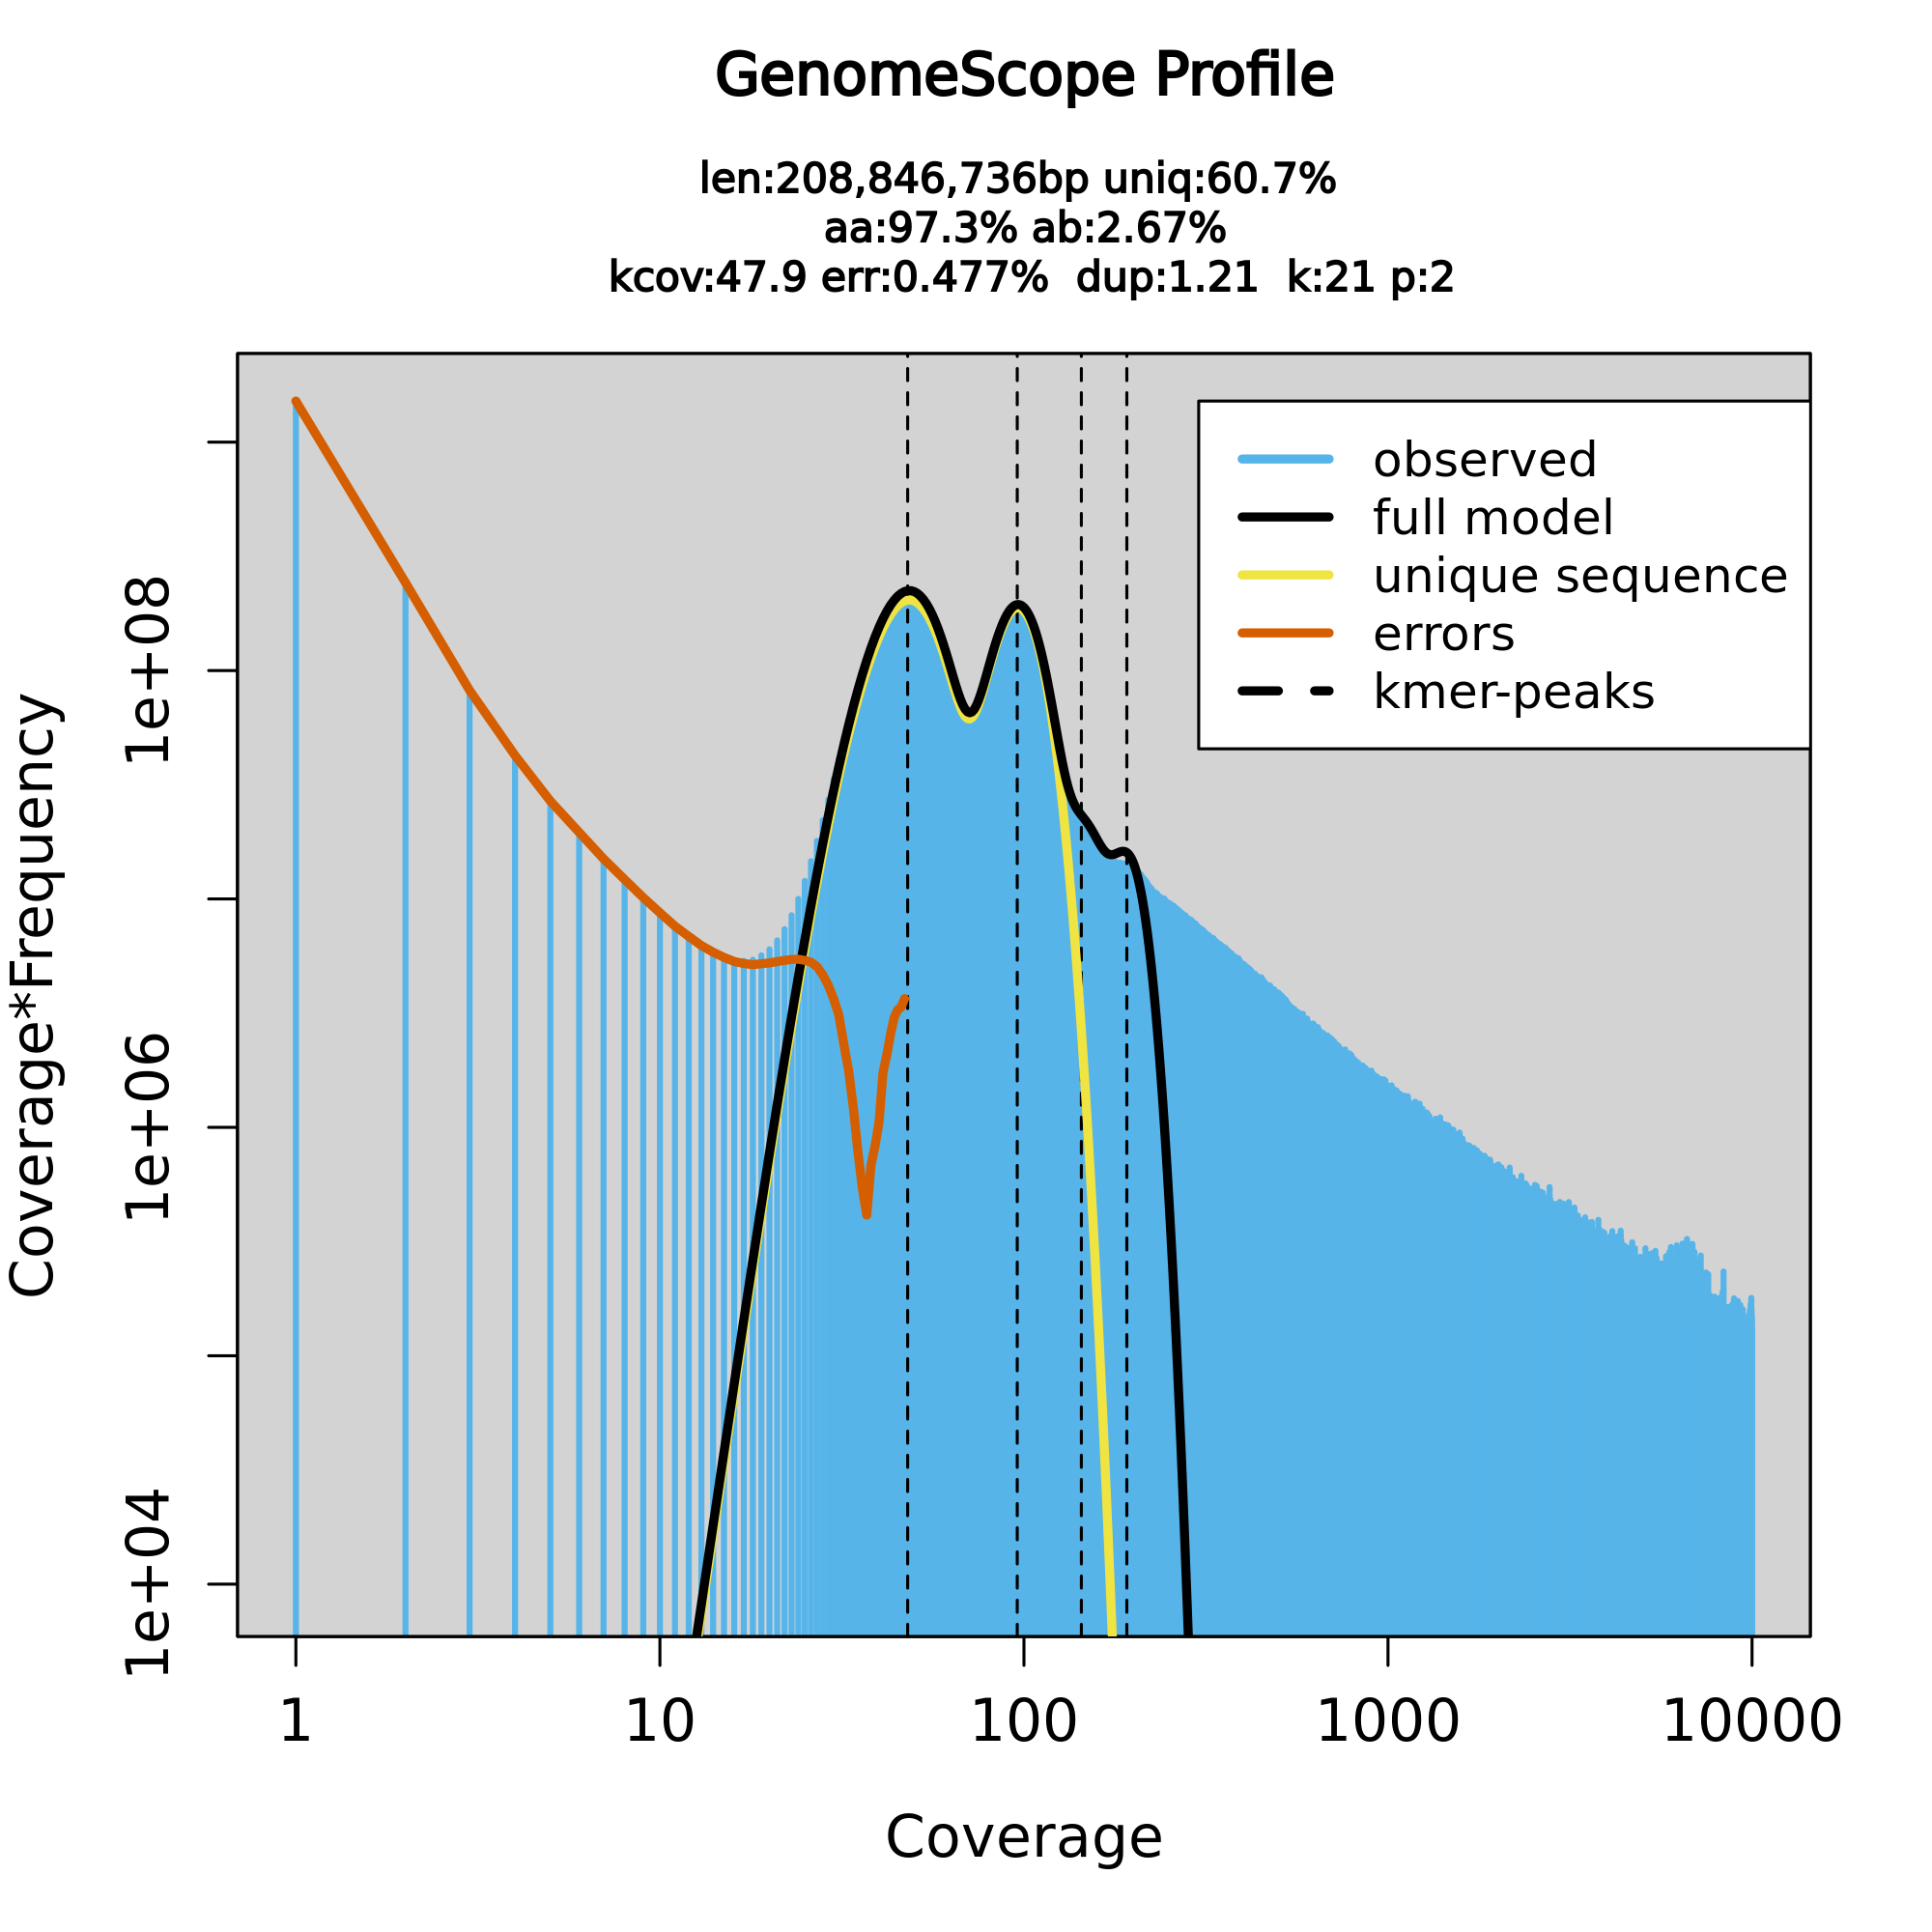 GenomeScope Profile
len:208,846,736bp uniq:60.7%
aa:97.3% ab:2.67%
kcov:47.9 err:0.477% dup:1.21 k:21 p:2
observed
full model
unique sequence
errors
kmer-peaks
Coverage*Frequency
1e+08
1e+06
1e+04
1 10 100 1000 10000
Coverage